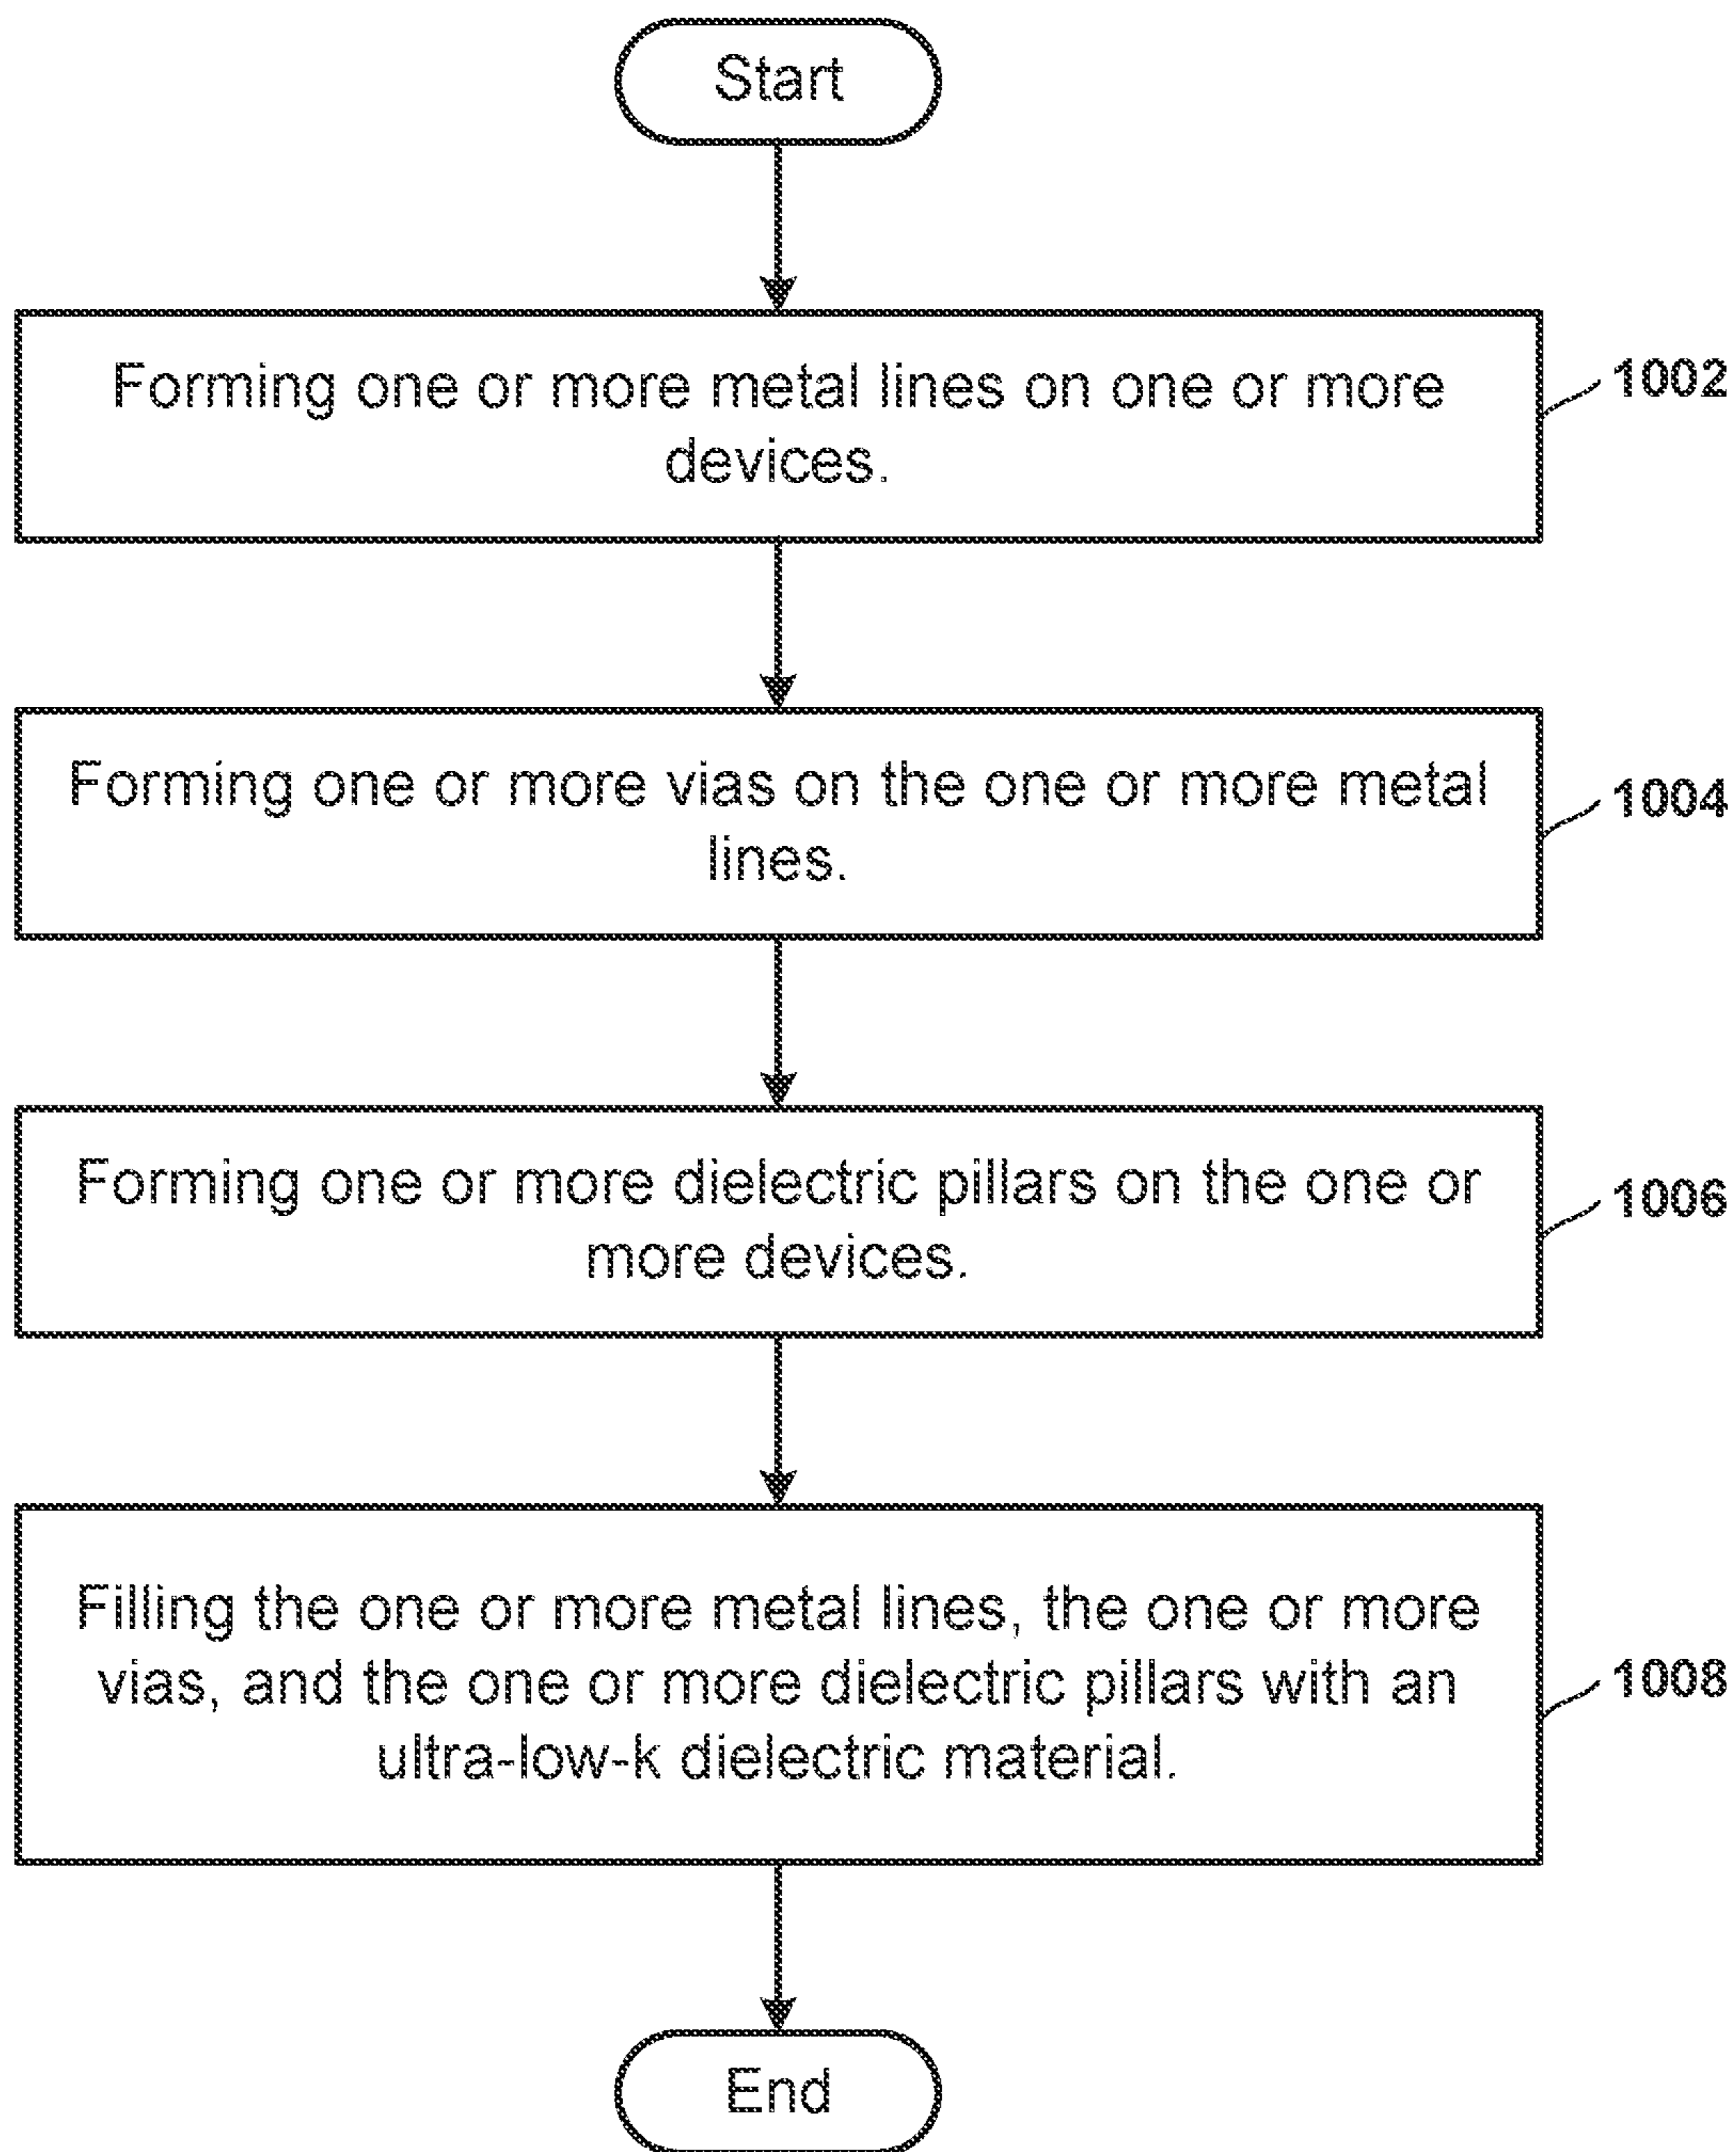 Start
Forming one or more metal lines on one or more
devices.
1002
Forming one or more vias on the one or more metal
lines.
1004
Forming one or more dielectric pillars on the one or
more devices.
1006
Filling the one or more metal lines, the one or more
vias, and the one or more dielectric pillars with an
ultra-low-k dielectric material.
1008
End